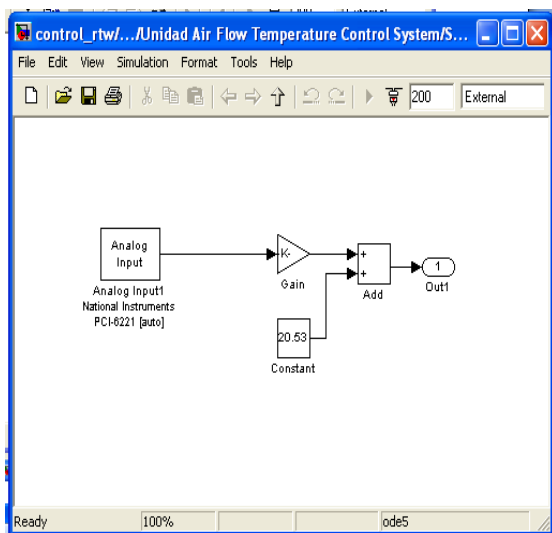 control_rtw/.../Unidad Air Flow Temperature Control System/S...
File Edit View Simulation Format Tools Help
200 External
Analog
Input
Analog Input1
National Instruments
PCI-6221 [auto]
K-
Gain
+
+
Add
1
Out1
20.53
Constant
Ready 100% ode5